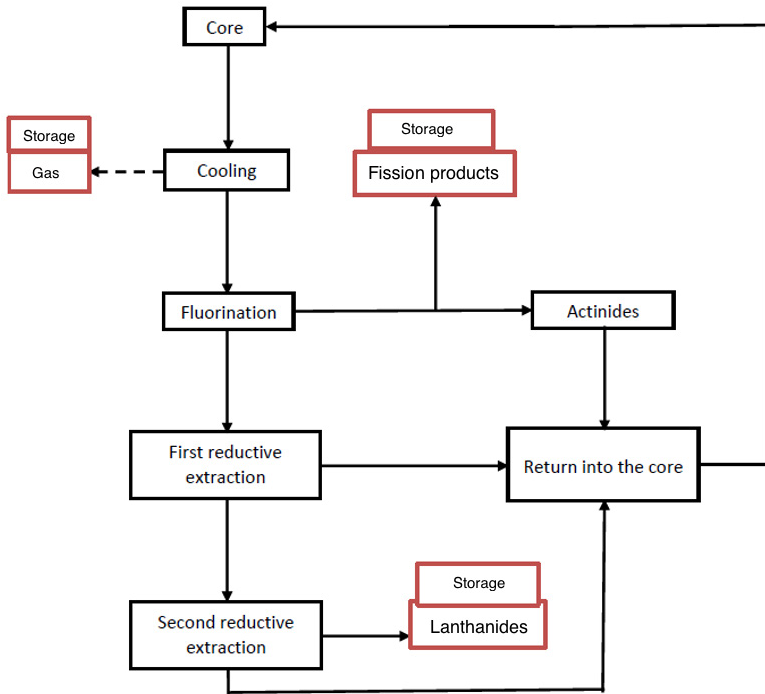 Core
Storage
Gas
Cooling
Storage
Fission products
Fluorination
Actinides
First reductive
extraction
Return into the core
Second reductive
extraction
Storage
Lanthanides